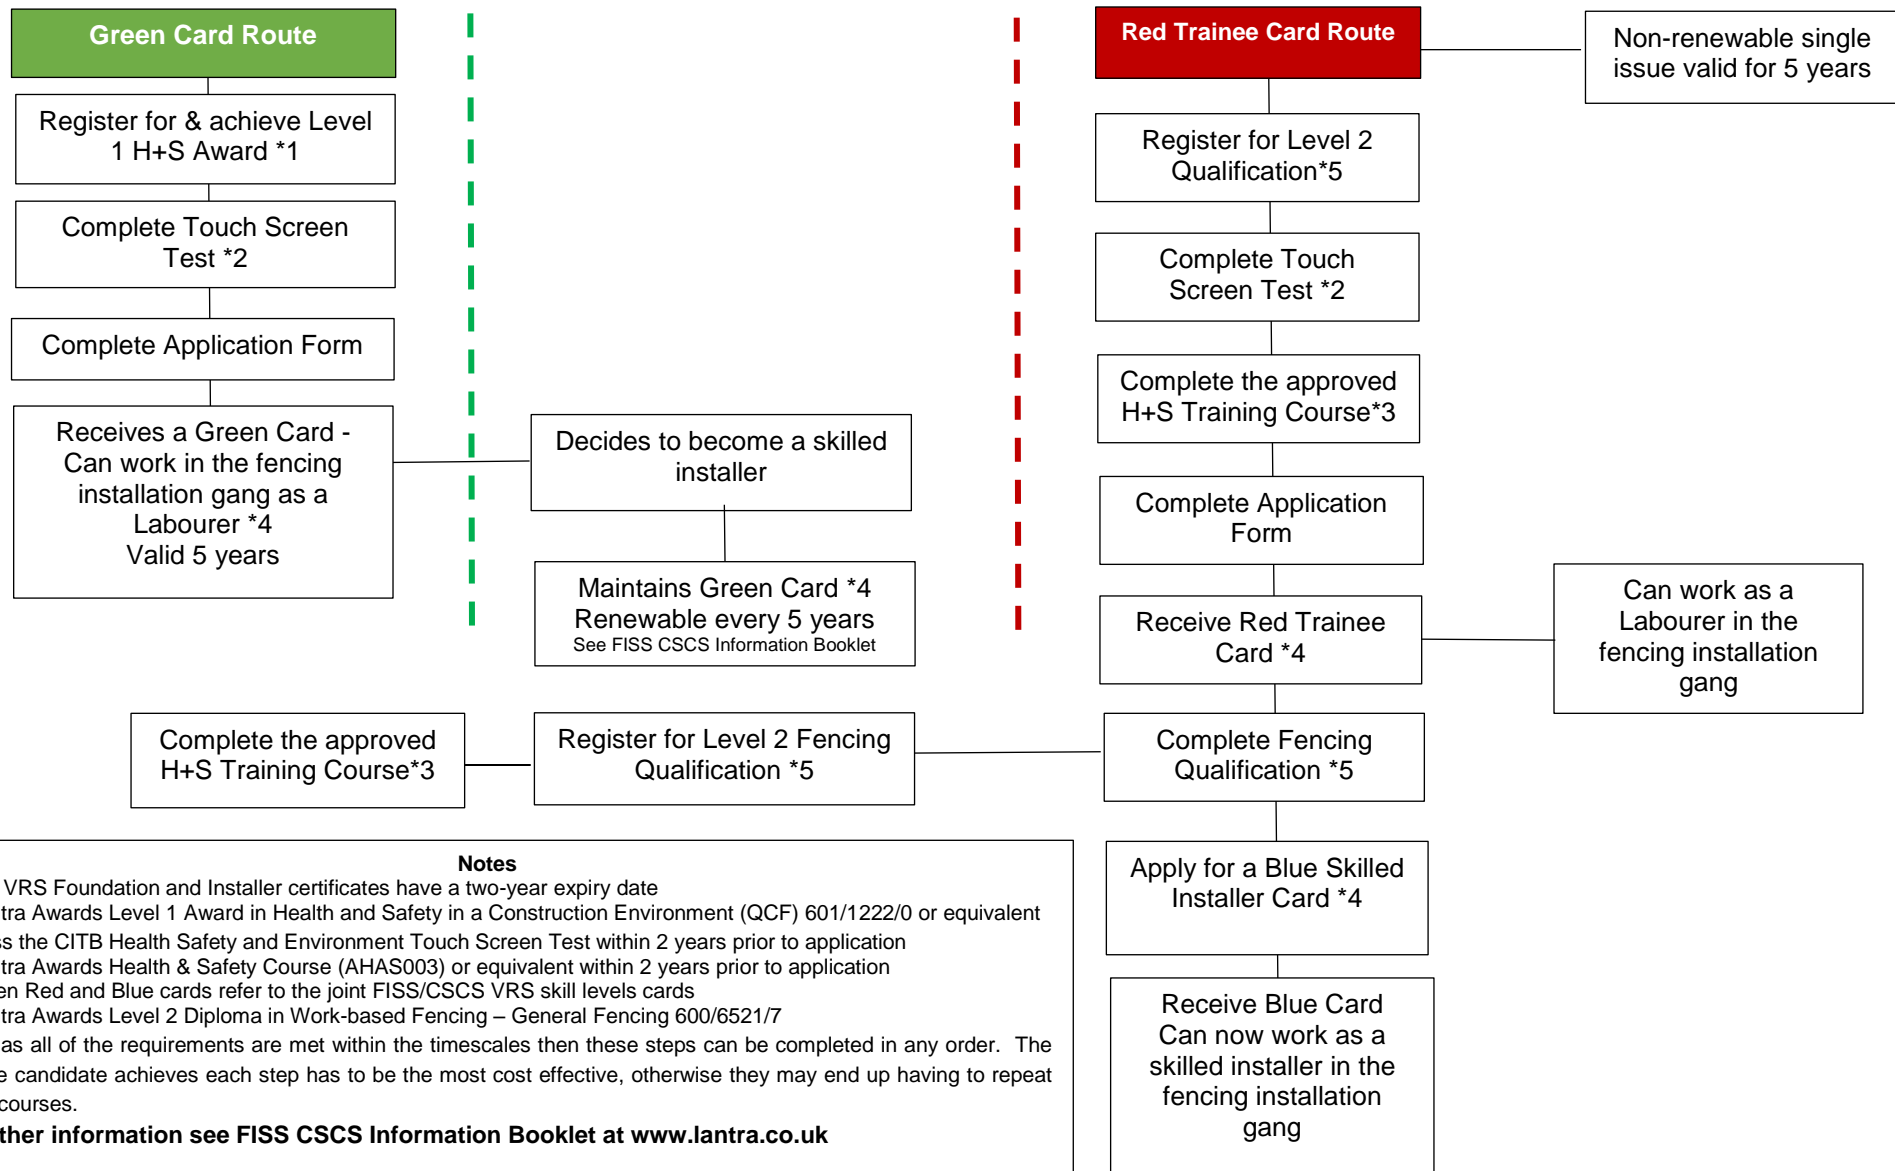 Green Card Route
Register for & achieve Level
1 H+S Award *1
Complete Touch Screen
Test *2
Complete Application Form
Receives a Green Card -
Can work in the fencing
installation gang as a
Labourer *4
Valid 5 years
Decides to become a skilled
installer
Maintains Green Card *4
Renewable every 5 years
See FISS CSCS Information Booklet
Complete the approved
H+S Training Course*3
Register for Level 2 Fencing
Qualification *5
Red Trainee Card Route
Non-renewable single
issue valid for 5 years
Register for Level 2
Qualification*5
Complete Touch
Screen Test *2
Complete the approved
H+S Training Course*3
Complete Application
Form
Receive Red Trainee
Card *4
Can work as a
Labourer in the
fencing installation
gang
Complete Fencing
Qualification *5
Apply for a Blue Skilled
Installer Card *4
Receive Blue Card
Can now work as a
skilled installer in the
fencing installation
gang
Notes
VRS Foundation and Installer certificates have a two-year expiry date
Awards Level 1 Award in Health and Safety in a Construction Environment (QCF) 601/1222/0 or equivalent
the CITB Health Safety and Environment Touch Screen Test within 2 years prior to application
Awards Health & Safety Course (AHAS003) or equivalent within 2 years prior to application
Red and Blue cards refer to the joint FISS/CSCS VRS skill levels cards
Awards Level 2 Diploma in Work-based Fencing – General Fencing 600/6521/7
as all of the requirements are met within the timescales then these steps can be completed in any order. The
candidate achieves each step has to be the most cost effective, otherwise they may end up having to repeat
courses.
information see FISS CSCS Information Booklet at www.lantra.co.uk